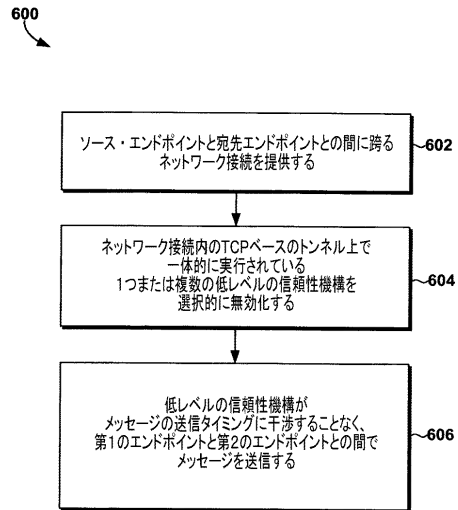 600
ソース・エンドポイントと宛先エンドポイントとの間に跨る
ネットワーク接続を提供する
602
ネットワーク接続内のTCPベースのトンネル上で
一体的に実行されている
1つまたは複数の低レベルの信頼性機構を
選択的に無効化する
604
低レベルの信頼性機構が
メッセージの送信タイミングに干渉することなく、
第1のエンドポイントと第2のエンドポイントとの間で
メッセージを送信する
606